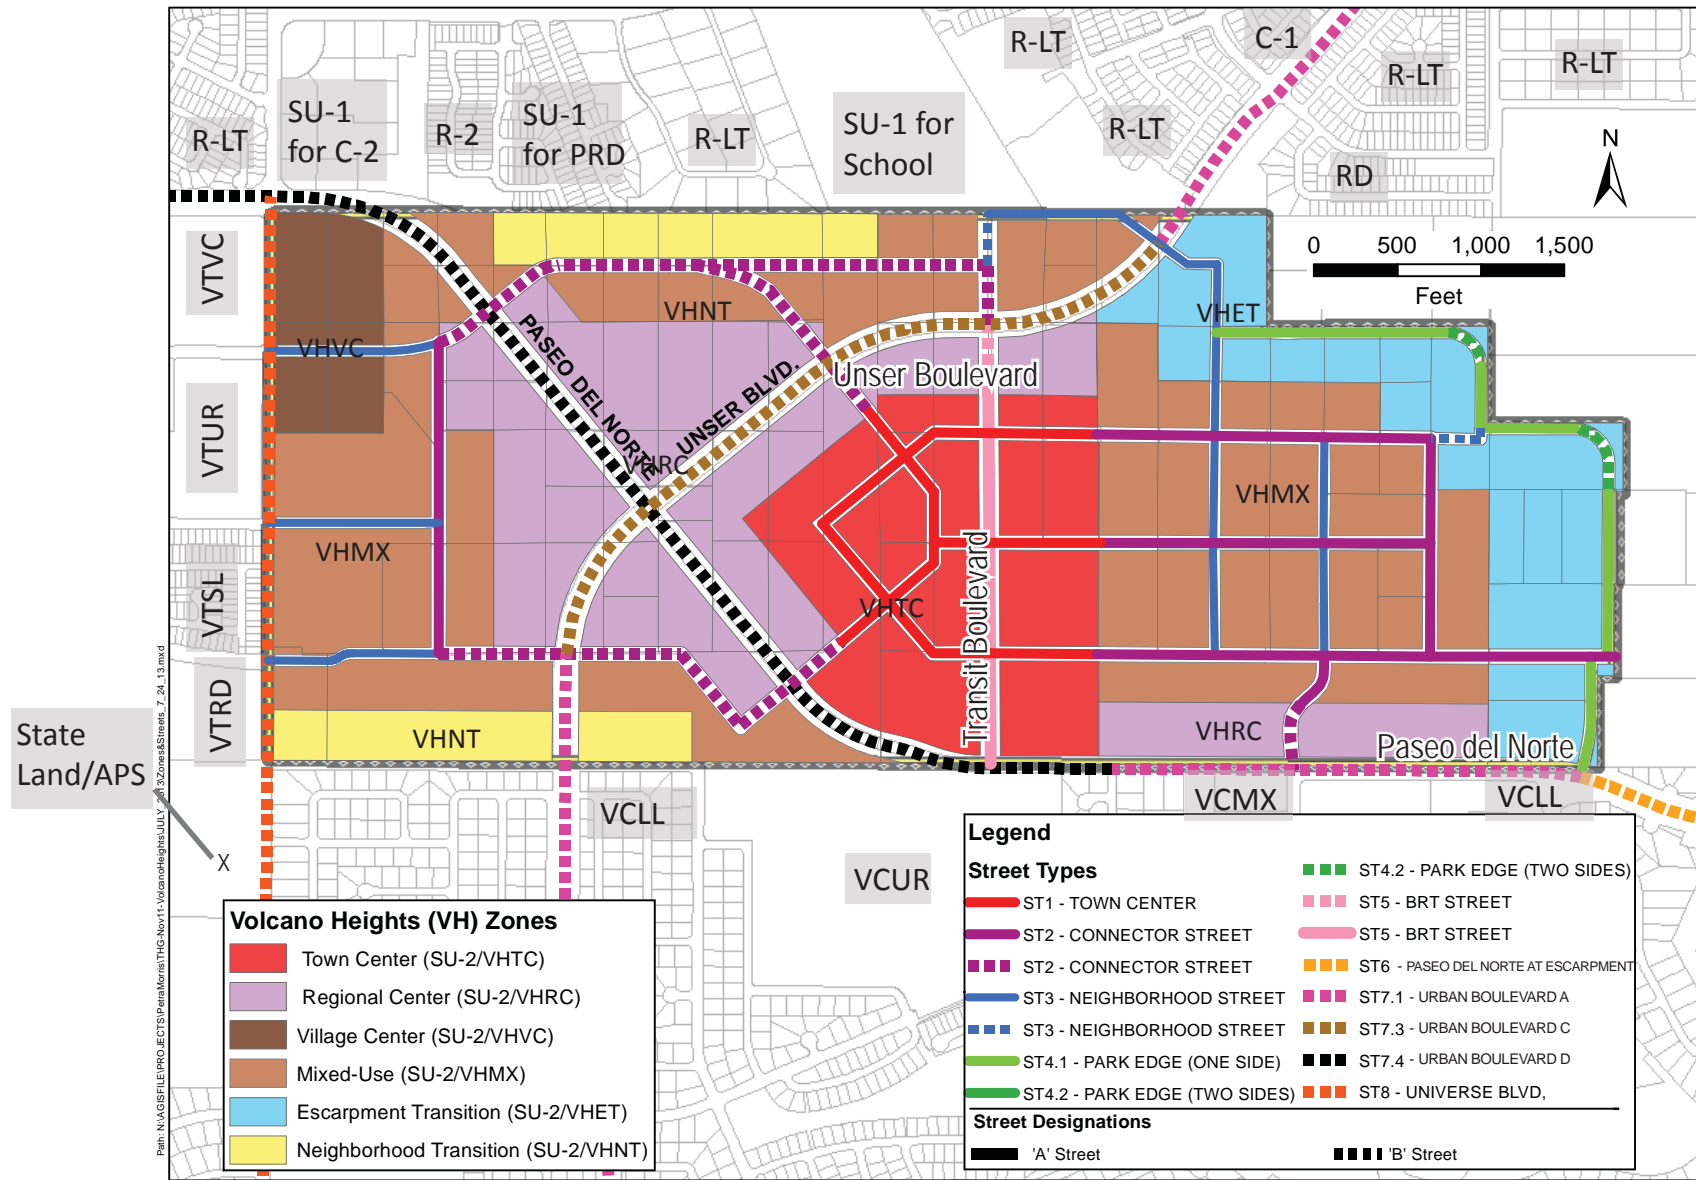 R-LT
C-1
R-LT
R-LT
SU-1
for C-2
R-2
SU-1
for PRD
R-LT
SU-1 for
School
R-LT
R-LT
RD
N
0 500 1,000 1,500
Feet
VTVC
VTUR
VTSL
VTRD
VHVC
VHNT
VHET
PASEO DEL NORTE
UNSER BLVD.
Unser Boulevard
VHRC
VHMX
VHMX
VHTC
Transit Boulevard
VHNT
VHRC
Paseo del Norte
State
Land/APS
X
VCLL
VCUR
VCMX
VCLL
Volcano Heights (VH) Zones
Town Center (SU-2/VHTC)
Regional Center (SU-2/VHRC)
Village Center (SU-2/VHVC)
Mixed-Use (SU-2/VHMX)
Escarpment Transition (SU-2/VHET)
Neighborhood Transition (SU-2/VHNT)
Legend
Street Types
ST1 - TOWN CENTER
ST2 - CONNECTOR STREET
ST2 - CONNECTOR STREET
ST3 - NEIGHBORHOOD STREET
ST3 - NEIGHBORHOOD STREET
ST4.1 - PARK EDGE (ONE SIDE)
ST4.2 - PARK EDGE (TWO SIDES)
ST4.2 - PARK EDGE (TWO SIDES)
ST5 - BRT STREET
ST5 - BRT STREET
ST6 - PASEO DEL NORTE AT ESCARPMENT
ST7.1 - URBAN BOULEVARD A
ST7.3 - URBAN BOULEVARD C
ST7.4 - URBAN BOULEVARD D
ST8 - UNIVERSE BLVD,
Street Designations
'A' Street
'B' Street